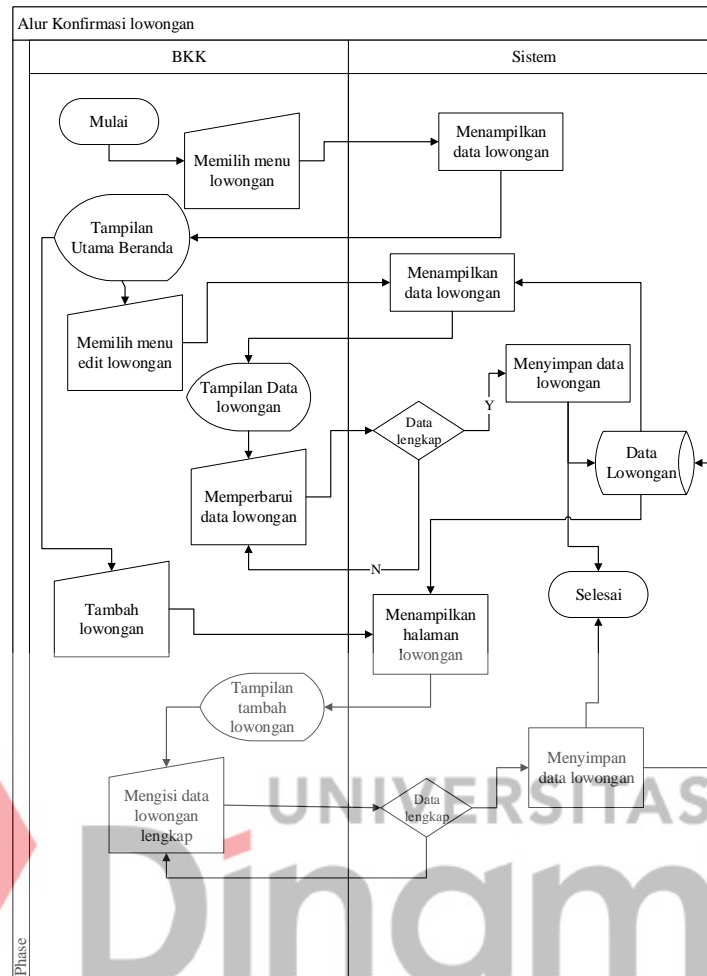 Alur Konfirmasi lowongan
BKK
Sistem
Mulai
Memilih menu
lowongan
Menampilkan
data lowongan
Tampilan
Utama Beranda
Memilih menu
edit lowongan
Menampilkan
data lowongan
Tampilan Data
lowongan
Memperbarui
data lowongan
Data
lengkap
Y
N
Menyimpan data
lowongan
Data
Lowongan
Selesai
Tambah
lowongan
Menampilkan
halaman
lowongan
Tampilan
tambah
lowongan
Mengisi data
lowongan
lengkap
Data
lengkap
Menyimpan
data lowongan
UNIVERSITAS
Dinam
Phase